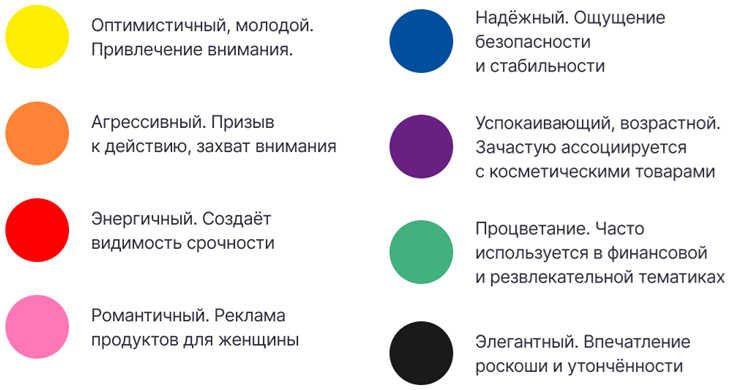 Оптимистичный, молодой.
Привлечение внимания.
Агрессивный. Призыв
к действию, захват внимания
Энергичный. Создаёт
видимость срочности
Романтичный. Реклама
продуктов для женщины
Надёжный. Ощущение
безопасности
и стабильности
Успокаивающий, возрастной.
Зачастую ассоциируется
с косметическими товарами
Процветание. Часто
используется в финансовой
и резвлекательной тематиках
Элегантный. Впечатление
роскоши и утончённости